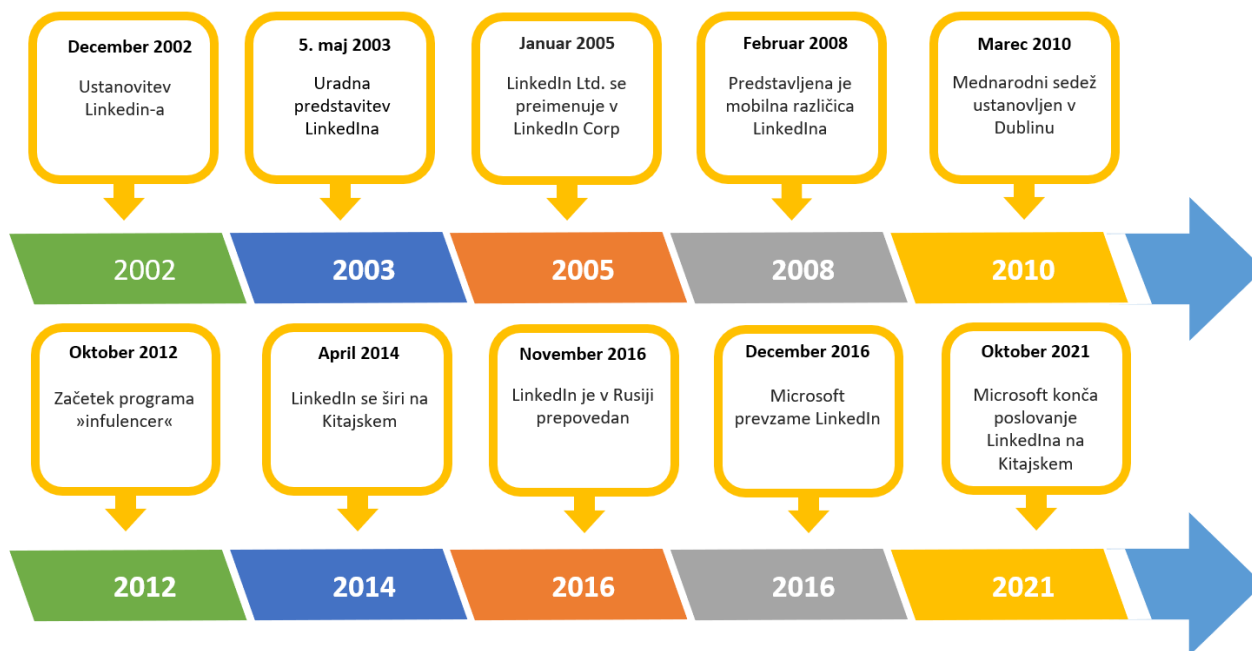 December 2002
Ustanovitev
Linkedin-a
5. maj 2003
Uradna
predstavitev
LinkedIna
Januar 2005
LinkedIn Ltd. se
preimenuje v
LinkedIn Corp
Februar 2008
Predstavljena je
mobilna različica
LinkedIna
Marec 2010
Mednarodni sedež
ustanovljen v
Dublinu
2002
2003
2005
2008
2010
Oktober 2012
Začetek programa
»infulencer«
April 2014
LinkedIn se širi na
Kitajskem
November 2016
LinkedIn je v Rusiji
prepovedan
December 2016
Microsoft
prevzame LinkedIn
Oktober 2021
Microsoft konča
poslovanje
LinkedIna na
Kitajskem
2012
2014
2016
2016
2021